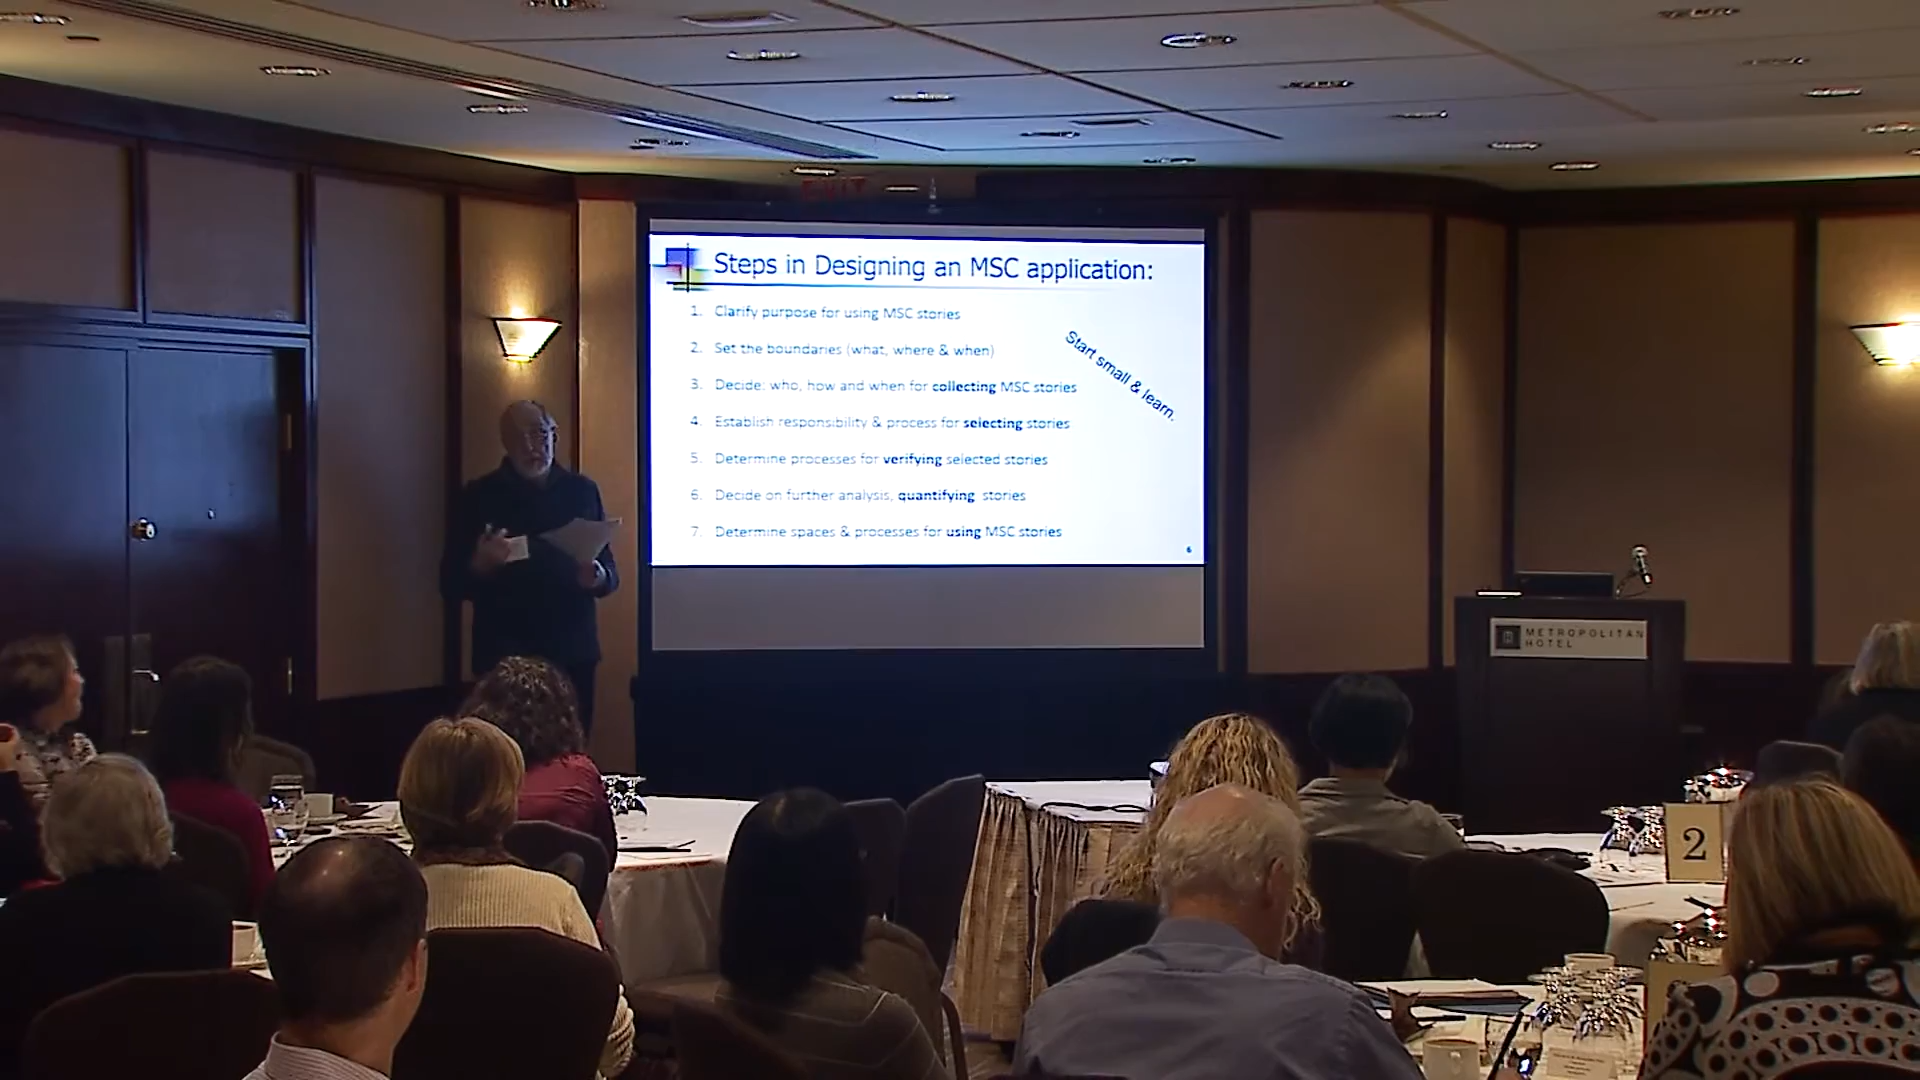 EXIT
Steps in Designing an MSC application:
1. Clarify purpose for using MSC stories
2. Set the boundaries (what, where & when)
3. Decide: who, how and when for collecting MSC stories
4. Establish responsibility & process for selecting stories
5. Determine processes for verifying selected stories
6. Decide on further analysis, quantifying stories
7. Determine spaces & processes for using MSC stories
Start small & learn.
6
METROPOLITAN
HOTEL
2